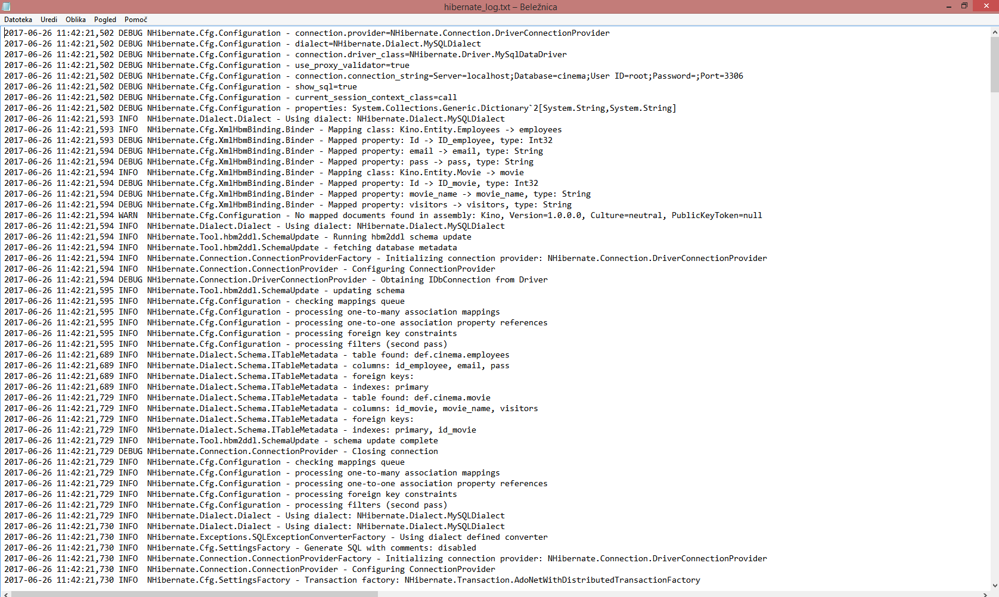 hibernate_log.txt – Beležnica
Datoteka Uredi Oblika Pogled Pomoč
2017-06-26 11:42:21,502 DEBUG NHibernate.Cfg.Configuration - connection.provider=NHibernate.Connection.DriverConnectionProvider
2017-06-26 11:42:21,502 DEBUG NHibernate.Cfg.Configuration - dialect=NHibernate.Dialect.MySQLDialect
2017-06-26 11:42:21,502 DEBUG NHibernate.Cfg.Configuration - connection.driver_class=NHibernate.Driver.MySqlDataDriver
2017-06-26 11:42:21,502 DEBUG NHibernate.Cfg.Configuration - use_proxy_validator=true
2017-06-26 11:42:21,502 DEBUG NHibernate.Cfg.Configuration - connection.connection_string=Server=localhost;Database=cinema;User ID=root;Password=;Port=3306
2017-06-26 11:42:21,502 DEBUG NHibernate.Cfg.Configuration - show_sql=true
2017-06-26 11:42:21,502 DEBUG NHibernate.Cfg.Configuration - current_session_context_class=call
2017-06-26 11:42:21,502 DEBUG NHibernate.Cfg.Configuration - properties: System.Collections.Generic.Dictionary`2[System.String,System.String]
2017-06-26 11:42:21,593 INFO  NHibernate.Dialect.Dialect - Using dialect: NHibernate.Dialect.MySQLDialect
2017-06-26 11:42:21,593 INFO  NHibernate.Cfg.XmlHbmBinding.Binder - Mapping class: Kino.Entity.Employees -> employees
2017-06-26 11:42:21,593 DEBUG NHibernate.Cfg.XmlHbmBinding.Binder - Mapped property: Id -> ID_employee, type: Int32
2017-06-26 11:42:21,594 DEBUG NHibernate.Cfg.XmlHbmBinding.Binder - Mapped property: email -> email, type: String
2017-06-26 11:42:21,594 DEBUG NHibernate.Cfg.XmlHbmBinding.Binder - Mapped property: pass -> pass, type: String
2017-06-26 11:42:21,594 INFO  NHibernate.Cfg.XmlHbmBinding.Binder - Mapping class: Kino.Entity.Movie -> movie
2017-06-26 11:42:21,594 DEBUG NHibernate.Cfg.XmlHbmBinding.Binder - Mapped property: Id -> ID_movie, type: Int32
2017-06-26 11:42:21,594 DEBUG NHibernate.Cfg.XmlHbmBinding.Binder - Mapped property: movie_name -> movie_name, type: String
2017-06-26 11:42:21,594 DEBUG NHibernate.Cfg.XmlHbmBinding.Binder - Mapped property: visitors -> visitors, type: String
2017-06-26 11:42:21,594 WARN  NHibernate.Cfg.Configuration - No mapped documents found in assembly: Kino, Version=1.0.0.0, Culture=neutral, PublicKeyToken=null
2017-06-26 11:42:21,594 INFO  NHibernate.Dialect.Dialect - Using dialect: NHibernate.Dialect.MySQLDialect
2017-06-26 11:42:21,594 INFO  NHibernate.Tool.hbm2ddl.SchemaUpdate - Running hbm2ddl schema update
2017-06-26 11:42:21,594 INFO  NHibernate.Tool.hbm2ddl.SchemaUpdate - fetching database metadata
2017-06-26 11:42:21,594 INFO  NHibernate.Connection.ConnectionProviderFactory - Initializing connection provider: NHibernate.Connection.DriverConnectionProvider
2017-06-26 11:42:21,594 INFO  NHibernate.Connection.ConnectionProvider - Configuring ConnectionProvider
2017-06-26 11:42:21,594 DEBUG NHibernate.Connection.DriverConnectionProvider - Obtaining IDbConnection from Driver
2017-06-26 11:42:21,595 INFO  NHibernate.Tool.hbm2ddl.SchemaUpdate - updating schema
2017-06-26 11:42:21,595 INFO  NHibernate.Cfg.Configuration - checking mappings queue
2017-06-26 11:42:21,595 INFO  NHibernate.Cfg.Configuration - processing one-to-many association mappings
2017-06-26 11:42:21,595 INFO  NHibernate.Cfg.Configuration - processing one-to-one association property references
2017-06-26 11:42:21,595 INFO  NHibernate.Cfg.Configuration - processing foreign key constraints
2017-06-26 11:42:21,595 INFO  NHibernate.Cfg.Configuration - processing filters (second pass)
2017-06-26 11:42:21,689 INFO  NHibernate.Dialect.Schema.ITableMetadata - table found: def.cinema.employees
2017-06-26 11:42:21,689 INFO  NHibernate.Dialect.Schema.ITableMetadata - columns: id_employee, email, pass
2017-06-26 11:42:21,689 INFO  NHibernate.Dialect.Schema.ITableMetadata - foreign keys:
2017-06-26 11:42:21,689 INFO  NHibernate.Dialect.Schema.ITableMetadata - indexes: primary
2017-06-26 11:42:21,729 INFO  NHibernate.Dialect.Schema.ITableMetadata - table found: def.cinema.movie
2017-06-26 11:42:21,729 INFO  NHibernate.Dialect.Schema.ITableMetadata - columns: id_movie, movie_name, visitors
2017-06-26 11:42:21,729 INFO  NHibernate.Dialect.Schema.ITableMetadata - foreign keys:
2017-06-26 11:42:21,729 INFO  NHibernate.Dialect.Schema.ITableMetadata - indexes: primary, id_movie
2017-06-26 11:42:21,729 INFO  NHibernate.Tool.hbm2ddl.SchemaUpdate - schema update complete
2017-06-26 11:42:21,729 DEBUG NHibernate.Connection.ConnectionProvider - Closing connection
2017-06-26 11:42:21,729 INFO  NHibernate.Cfg.Configuration - checking mappings queue
2017-06-26 11:42:21,729 INFO  NHibernate.Cfg.Configuration - processing one-to-many association mappings
2017-06-26 11:42:21,729 INFO  NHibernate.Cfg.Configuration - processing one-to-one association property references
2017-06-26 11:42:21,729 INFO  NHibernate.Cfg.Configuration - processing foreign key constraints
2017-06-26 11:42:21,729 INFO  NHibernate.Cfg.Configuration - processing filters (second pass)
2017-06-26 11:42:21,729 INFO  NHibernate.Dialect.Dialect - Using dialect: NHibernate.Dialect.MySQLDialect
2017-06-26 11:42:21,730 INFO  NHibernate.Dialect.Dialect - Using dialect: NHibernate.Dialect.MySQLDialect
2017-06-26 11:42:21,730 INFO  NHibernate.Exceptions.SQLExceptionConverterFactory - Using dialect defined converter
2017-06-26 11:42:21,730 INFO  NHibernate.Cfg.SettingsFactory - Generate SQL with comments: disabled
2017-06-26 11:42:21,730 INFO  NHibernate.Connection.ConnectionProviderFactory - Initializing connection provider: NHibernate.Connection.DriverConnectionProvider
2017-06-26 11:42:21,730 INFO  NHibernate.Connection.ConnectionProvider - Configuring ConnectionProvider
2017-06-26 11:42:21,730 INFO  NHibernate.Cfg.SettingsFactory - Transaction factory: NHibernate.Transaction.AdoNetWithDistributedTransactionFactory